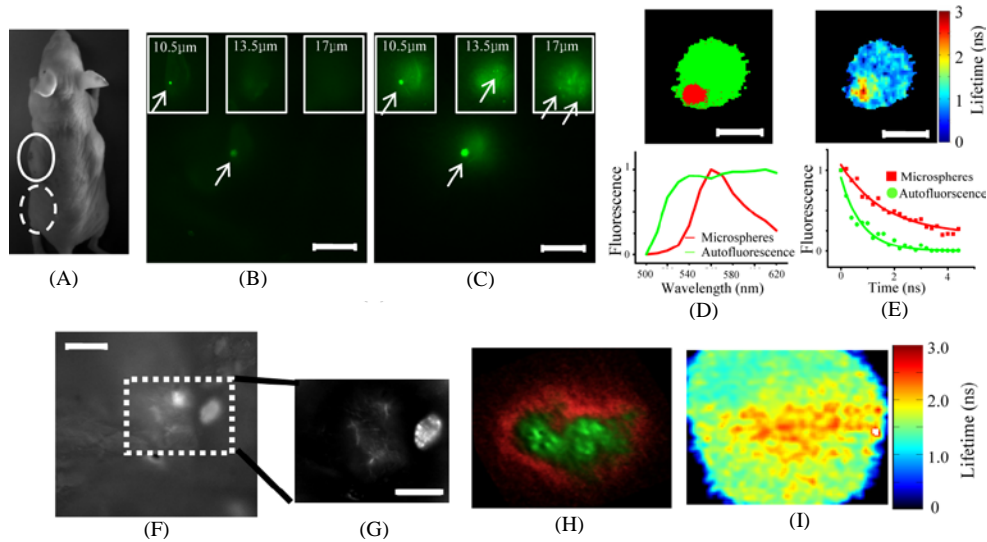 10.5μm 13.5μm 17μm
10.5μm 13.5μm 17μm
(A) (B) (C)
3
2
1
0
Lifetime (ns)
Fluorescence
1
0
Microspheres
Autofluorescence
500 540 580 620
Wavelength (nm)
(D)
Fluorescence
1
0
Microspheres
Autofluorscence
0 2 4
Time (ns)
(E)
(F) (G) (H) (I)
3.0
2.0
1.0
0
Lifetime (ns)